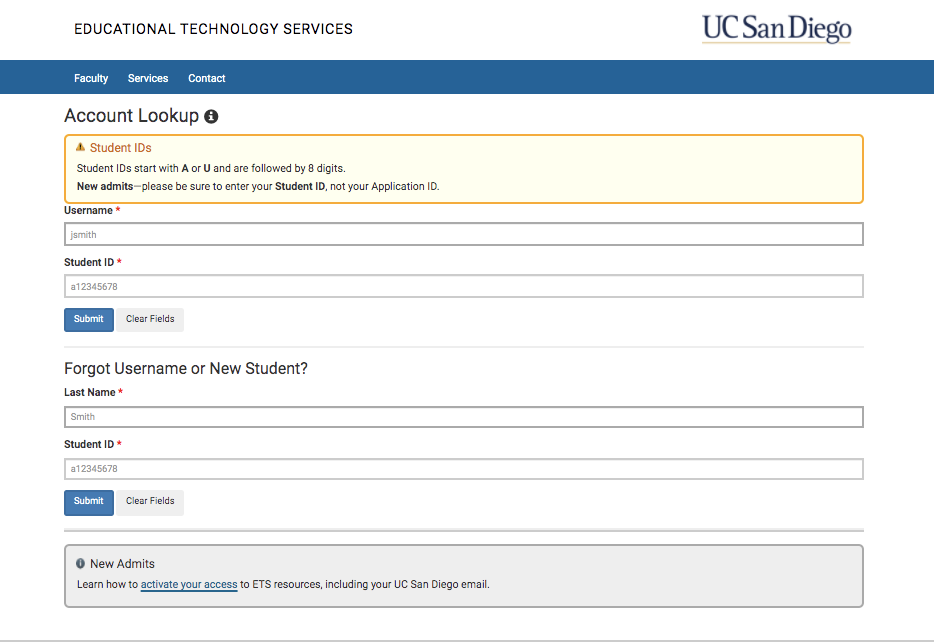 EDUCATIONAL TECHNOLOGY SERVICES
UC San Diego
Faculty Services Contact
Account Lookup
Student IDs
Student IDs start with A or U and are followed by 8 digits.
New admits—please be sure to enter your Student ID, not your Application ID.
Username *
jsmith
Student ID *
a12345678
Submit Clear Fields
Forgot Username or New Student?
Last Name *
Smith
Student ID *
a12345678
Submit Clear Fields
New Admits
Learn how to activate your access to ETS resources, including your UC San Diego email.